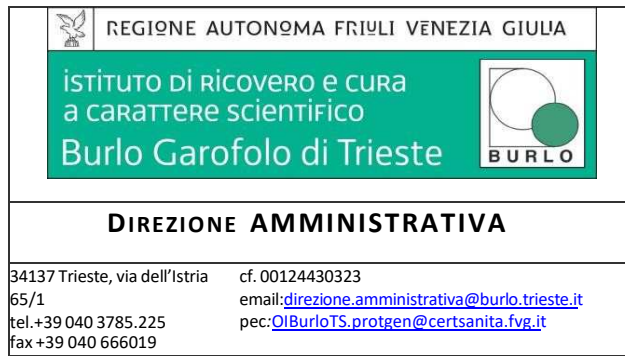 REGIONE AUTONOMA FRIULI VENEZIA GIULIA
istituto di ricovero e cura
a carattere scientifico
Burlo Garofolo di Trieste
BURLO
DIREZIONE AMMINISTRATIVA
34137 Trieste, via dell'Istria
65/1
tel.+39 040 3785.225
fax +39 040 666019
cf. 00124430323
email:direzione.amministrativa@burlo.trieste.it
pec:OIBurloTS.protgen@certsanita.fvg.it